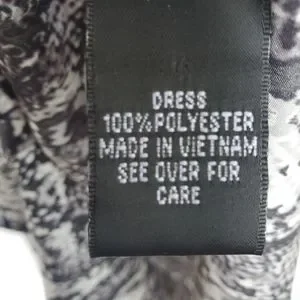 DRESS
100%POLYESTER
MADE IN VIETNAM
SEE OVER FOR
CARE